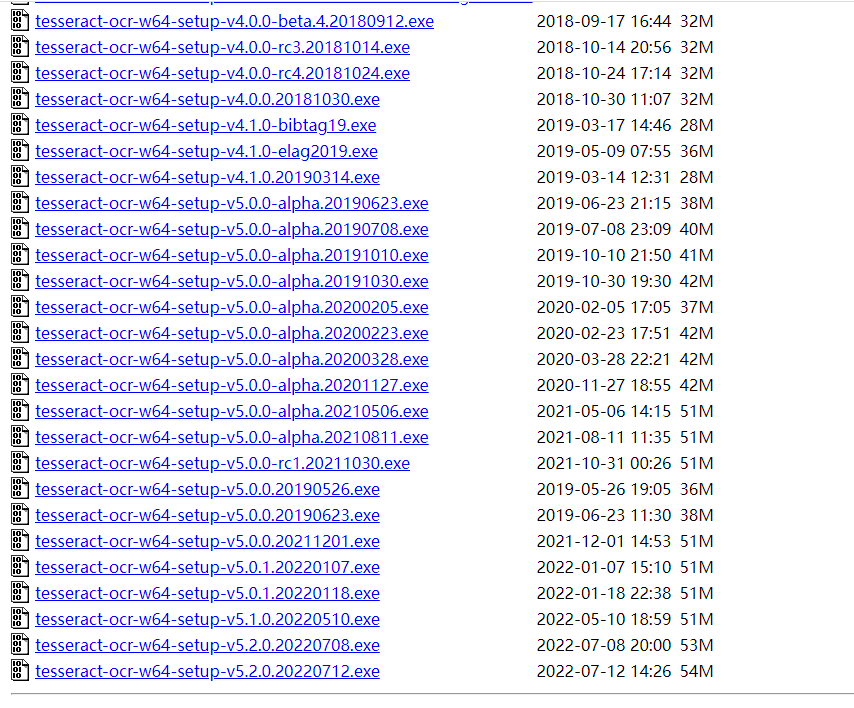 tesseract-ocr-w64-setup-v4.0.0-beta.4.20180912.exe 2018-09-17 16:44 32M
tesseract-ocr-w64-setup-v4.0.0-rc3.20181014.exe 2018-10-14 20:56 32M
tesseract-ocr-w64-setup-v4.0.0-rc4.20181024.exe 2018-10-24 17:14 32M
tesseract-ocr-w64-setup-v4.0.0.20181030.exe 2018-10-30 11:07 32M
tesseract-ocr-w64-setup-v4.1.0-bibtag19.exe 2019-03-17 14:46 28M
tesseract-ocr-w64-setup-v4.1.0-elag2019.exe 2019-05-09 07:55 36M
tesseract-ocr-w64-setup-v4.1.0.20190314.exe 2019-03-14 12:31 28M
tesseract-ocr-w64-setup-v5.0.0-alpha.20190623.exe 2019-06-23 21:15 38M
tesseract-ocr-w64-setup-v5.0.0-alpha.20190708.exe 2019-07-08 23:09 40M
tesseract-ocr-w64-setup-v5.0.0-alpha.20191010.exe 2019-10-10 21:50 41M
tesseract-ocr-w64-setup-v5.0.0-alpha.20191030.exe 2019-10-30 19:30 42M
tesseract-ocr-w64-setup-v5.0.0-alpha.20200205.exe 2020-02-05 17:05 37M
tesseract-ocr-w64-setup-v5.0.0-alpha.20200223.exe 2020-02-23 17:51 42M
tesseract-ocr-w64-setup-v5.0.0-alpha.20200328.exe 2020-03-28 22:21 42M
tesseract-ocr-w64-setup-v5.0.0-alpha.20201127.exe 2020-11-27 18:55 42M
tesseract-ocr-w64-setup-v5.0.0-alpha.20210506.exe 2021-05-06 14:15 51M
tesseract-ocr-w64-setup-v5.0.0-alpha.20210811.exe 2021-08-11 11:35 51M
tesseract-ocr-w64-setup-v5.0.0-rc1.20211030.exe 2021-10-31 00:26 51M
tesseract-ocr-w64-setup-v5.0.0.20190526.exe 2019-05-26 19:05 36M
tesseract-ocr-w64-setup-v5.0.0.20190623.exe 2019-06-23 11:30 38M
tesseract-ocr-w64-setup-v5.0.0.20211201.exe 2021-12-01 14:53 51M
tesseract-ocr-w64-setup-v5.0.1.20220107.exe 2022-01-07 15:10 51M
tesseract-ocr-w64-setup-v5.0.1.20220118.exe 2022-01-18 22:38 51M
tesseract-ocr-w64-setup-v5.1.0.20220510.exe 2022-05-10 18:59 51M
tesseract-ocr-w64-setup-v5.2.0.20220708.exe 2022-07-08 20:00 53M
tesseract-ocr-w64-setup-v5.2.0.20220712.exe 2022-07-12 14:26 54M